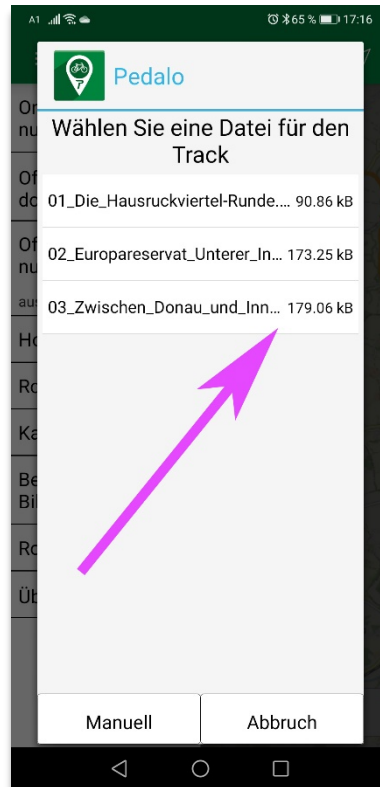 A1 65 % 17:16
Pedalo
Wählen Sie eine Datei für den
Track
01_Die_Hausruckviertel-Runde.... 90.86 kB
02_Europareservat_Unterer_In... 173.25 kB
03_Zwischen_Donau_und_Inn... 179.06 kB
Manuell Abbruch